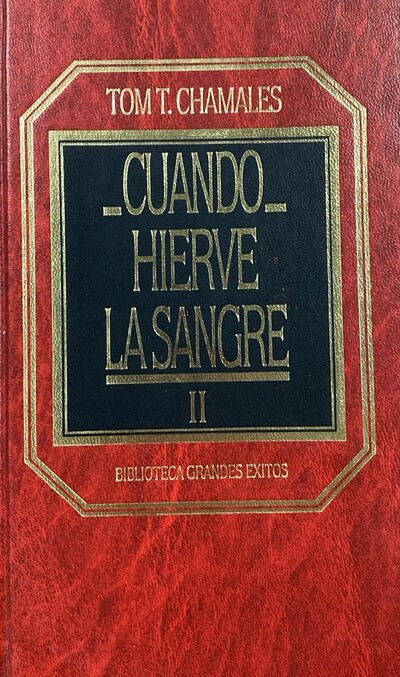 TOM T. CHAMALES
CUANDO
HIERVE
LA SANGRE
II
BIBLIOTECA GRANDES EXITOS